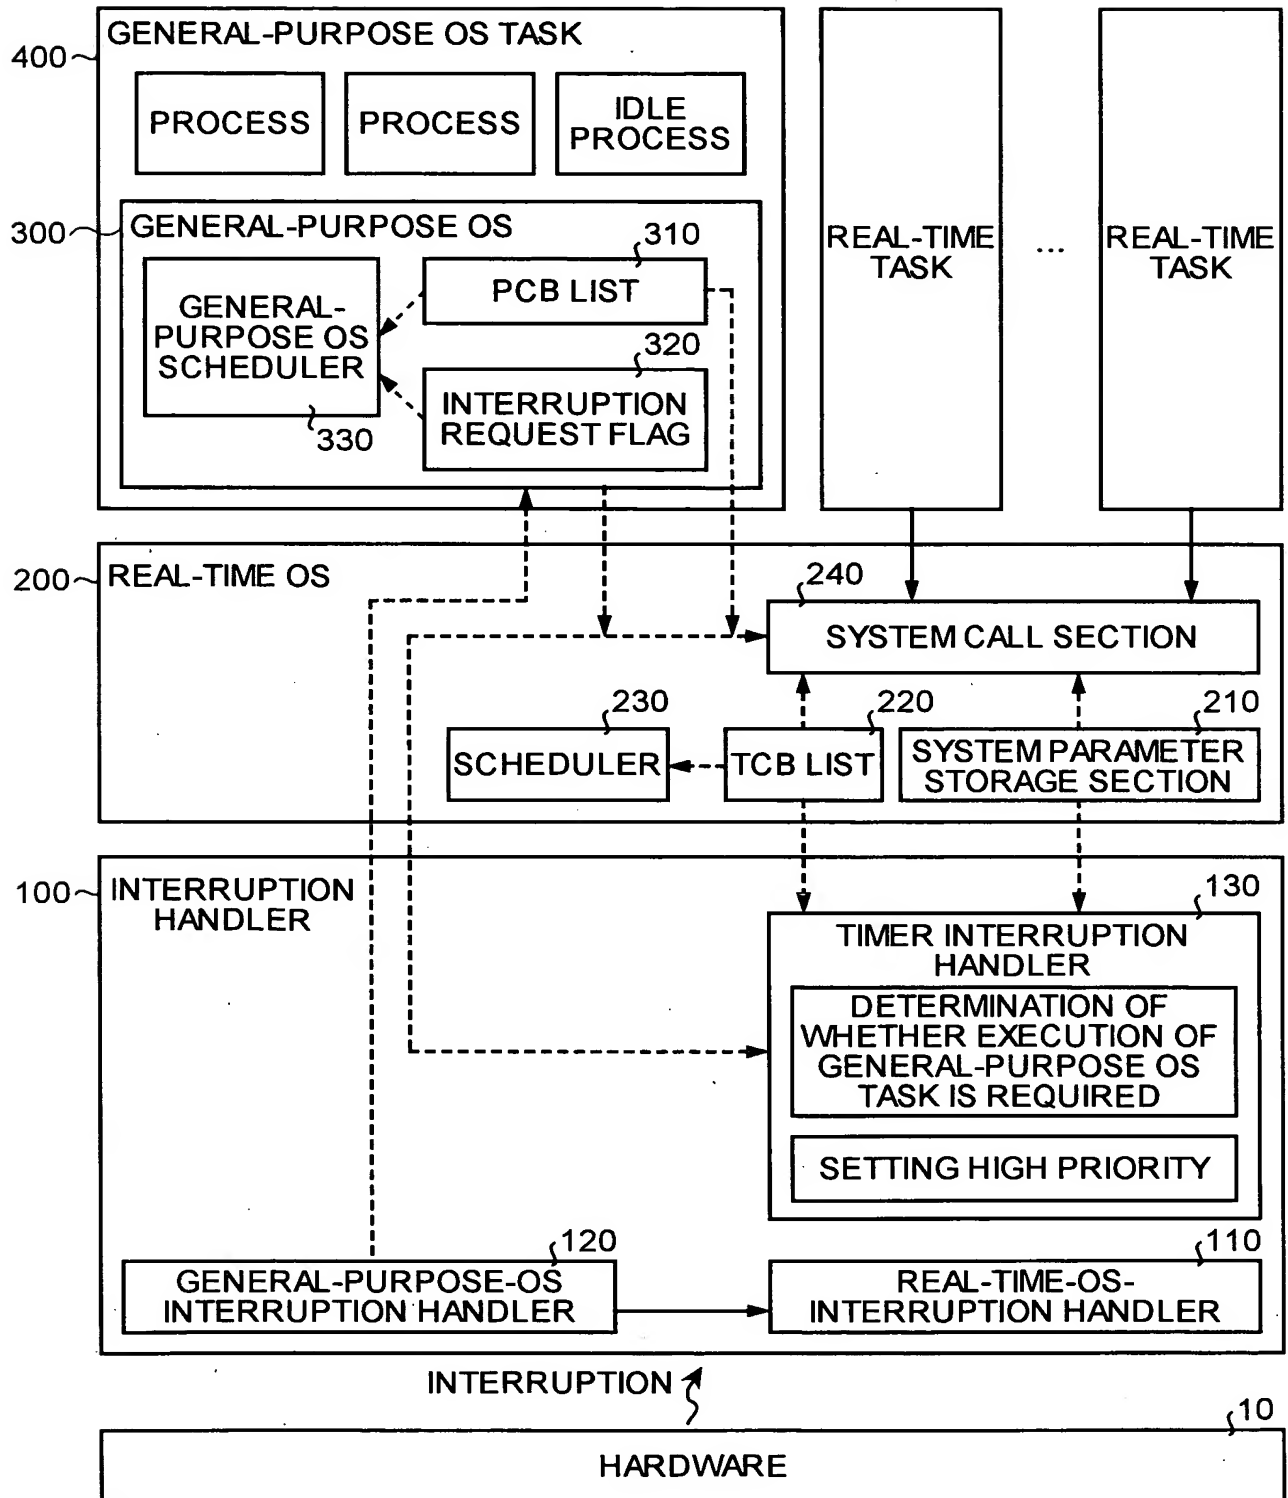 GENERAL-PURPOSE OS TASK
400
PROCESS
PROCESS
IDLE
PROCESS
300
GENERAL-PURPOSE OS
310
PCB LIST
GENERAL-
PURPOSE OS
SCHEDULER
330
320
INTERRUPTION
REQUEST FLAG
REAL-TIME
TASK
...
REAL-TIME
TASK
200
REAL-TIME OS
240
SYSTEM CALL SECTION
230
SCHEDULER
220
TCB LIST
210
SYSTEM PARAMETER
STORAGE SECTION
100
INTERRUPTION
HANDLER
130
TIMER INTERRUPTION
HANDLER
DETERMINATION OF
WHETHER EXECUTION OF
GENERAL-PURPOSE OS
TASK IS REQUIRED
SETTING HIGH PRIORITY
120
GENERAL-PURPOSE-OS
INTERRUPTION HANDLER
110
REAL-TIME-OS-
INTERRUPTION HANDLER
INTERRUPTION
10
HARDWARE